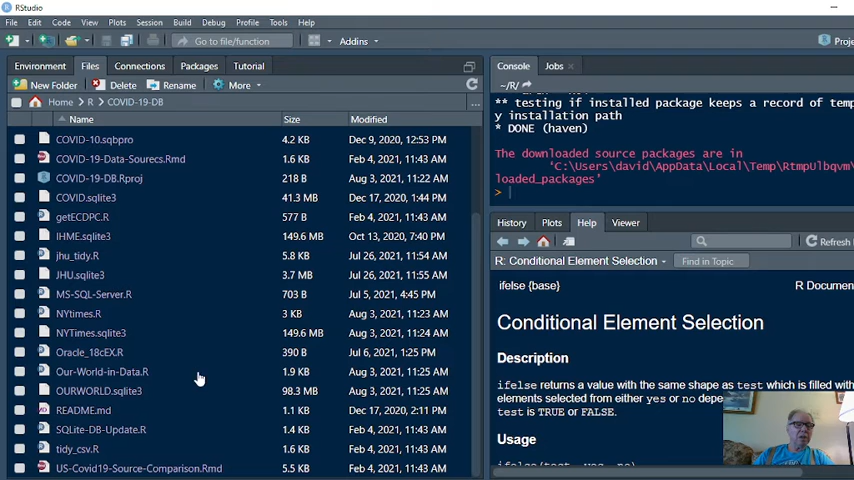 RStudio
File Edit Code View Plots Session Build Debug Profile Tools Help
Go to file/function Addins
Environment Files Connections Packages Tutorial
New Folder Delete Rename More
Home R COVID-19-DB ...
Name Size Modified
COVID-10.sqbpro 4.2 KB Dec 9, 2020, 12:53 PM
COVID-19-Data-Sourecs.Rmd 1.6 KB Feb 4, 2021, 11:43 AM
COVID-19-DB.Rproj 218 B Aug 3, 2021, 11:22 AM
COVID.sqlite3 41.3 MB Dec 17, 2020, 1:44 PM
getECDPC.R 577 B Feb 4, 2021, 11:43 AM
IHME.sqlite3 149.6 MB Oct 13, 2020, 7:40 PM
jhu_tidy.R 5.8 KB Jul 26, 2021, 11:54 AM
JHU.sqlite3 3.7 MB Jul 26, 2021, 11:55 AM
MS-SQL-Server.R 703 B Jul 5, 2021, 4:45 PM
NYtimes.R 3 KB Aug 3, 2021, 11:23 AM
NYTimes.sqlite3 149.6 MB Aug 3, 2021, 11:24 AM
Oracle_18cEX.R 390 B Jul 6, 2021, 1:25 PM
Our-World-in-Data.R 1.9 KB Aug 3, 2021, 11:25 AM
OURWORLD.sqlite3 98.3 MB Aug 3, 2021, 11:25 AM
README.md 1.1 KB Dec 17, 2020, 2:11 PM
SQLite-DB-Update.R 1.4 KB Feb 4, 2021, 11:43 AM
tidy_csv.R 1.6 KB Feb 4, 2021, 11:43 AM
US-Covid19-Source-Comparison.Rmd 5.5 KB Feb 4, 2021, 11:43 AM
Proje
Console Jobs
~/R/
** testing if installed package keeps a record of temp
y installation path
* DONE (haven)
The downloaded source packages are in
‘C:\Users\david\AppData\Local\Temp\RtmpUlbqvm\
loaded_packages’
>
History Plots Help Viewer
Refresh
R: Conditional Element Selection Find in Topic
ifelse {base} R Documen
Conditional Element Selection
Description
ifelse returns a value with the same shape as test which is filled with
elements selected from either yes or no depe
test is TRUE or FALSE.
Usage
ifelse(test, yes, no)